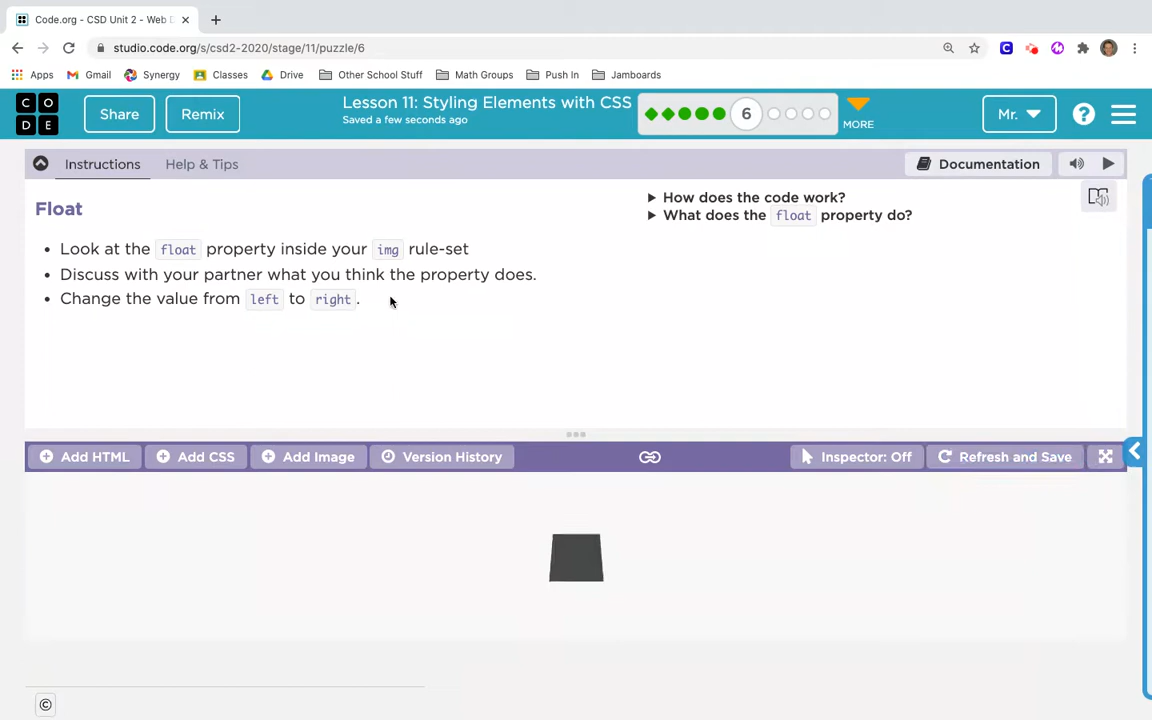 Code.org - CSD Unit 2 - Web D
studio.code.org/s/csd2-2020/stage/11/puzzle/6
Apps Gmail Synergy Classes Drive Other School Stuff Math Groups Push In Jamboards
CODE Share Remix Lesson 11: Styling Elements with CSS 6 MORE Mr. ?
Saved a few seconds ago
Instructions Help & Tips Documentation
How does the code work?
Float
What does the float property do?
Look at the float property inside your img rule-set
Discuss with your partner what you think the property does.
Change the value from left to right.
Add HTML Add CSS Add Image Version History Inspector: Off Refresh and Save
©